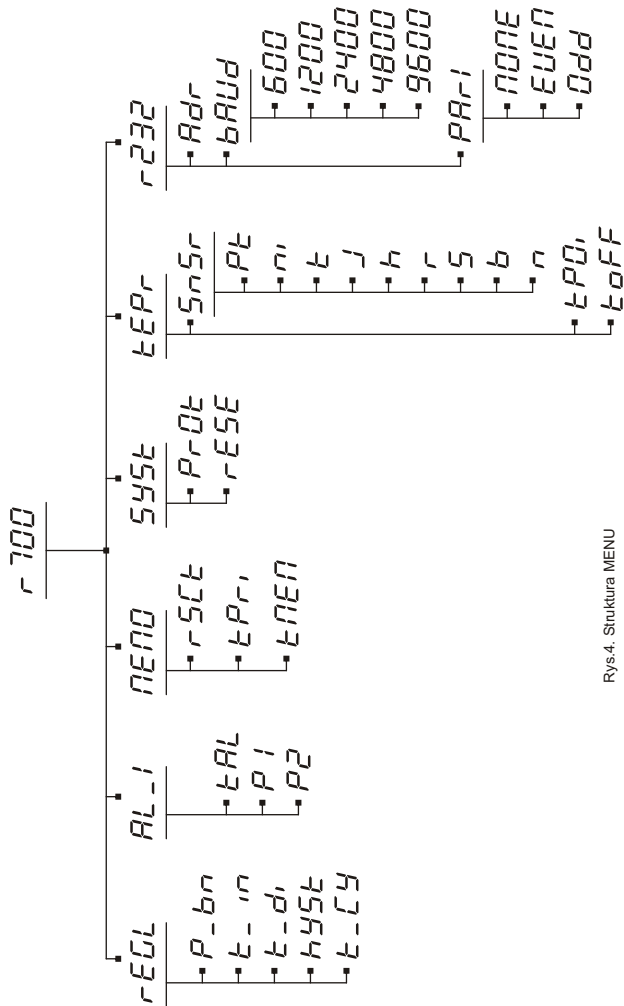 r 700
rEGL
P_bn
t_in
t_di
hYSt
t_CY
AL_1
tAL
P1
P2
MEMO
rSCt
tPri
tMEM
SYSt
PrOt
rESE
tEPr
SnSr
Pt
ni
t
J
h
r
S
b
n
tPOi
toFF
r232
Adr
bAUd
600
1200
2400
4800
9600
PArI
NONE
EVEN
Odd
Rys.4. Struktura MENU